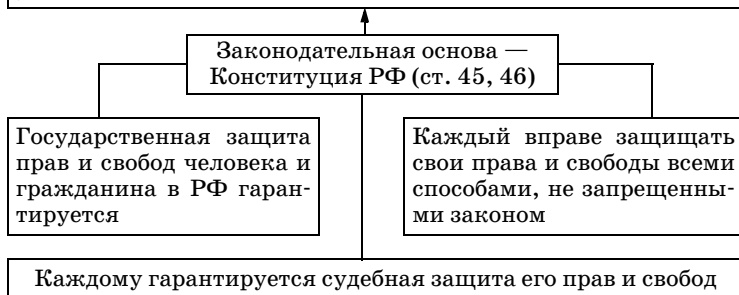 Законодательная основа —
Конституция РФ (ст. 45, 46)
Государственная защита
прав и свобод человека и
гражданина в РФ гаран-
тируется
Каждый вправе защищать
свои права и свободы всеми
способами, не запрещенны-
ми законом
Каждому гарантируется судебная защита его прав и свобод